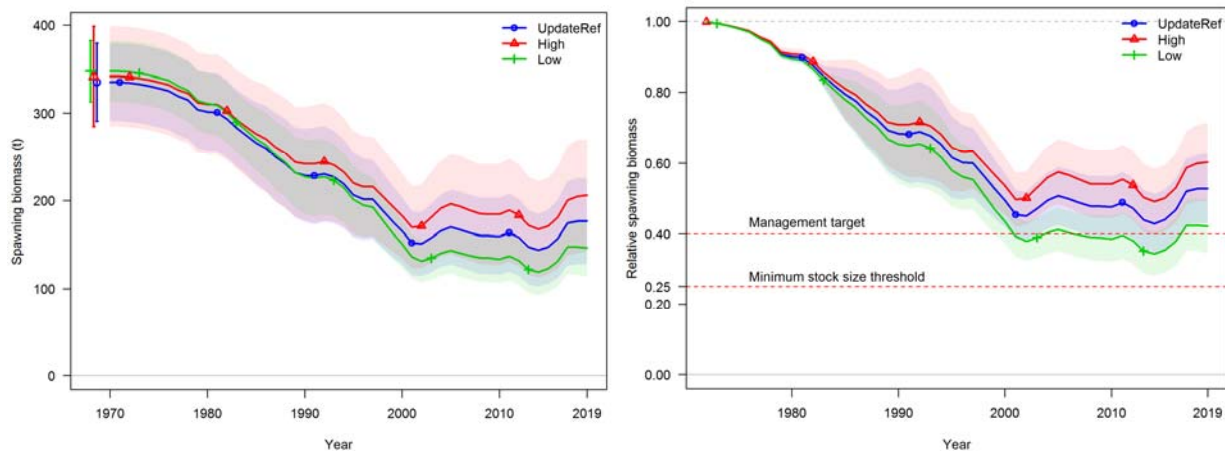 400
300
200
100
0
Spawning biomass (t)
UpdateRef
High
Low
1970
1980
1990
2000
2010
2019
Year
1.00
0.80
0.60
0.40
0.25
0.20
0.00
Relative spawning biomass
UpdateRef
High
Low
Management target
Minimum stock size threshold
1980
1990
2000
2010
2019
Year